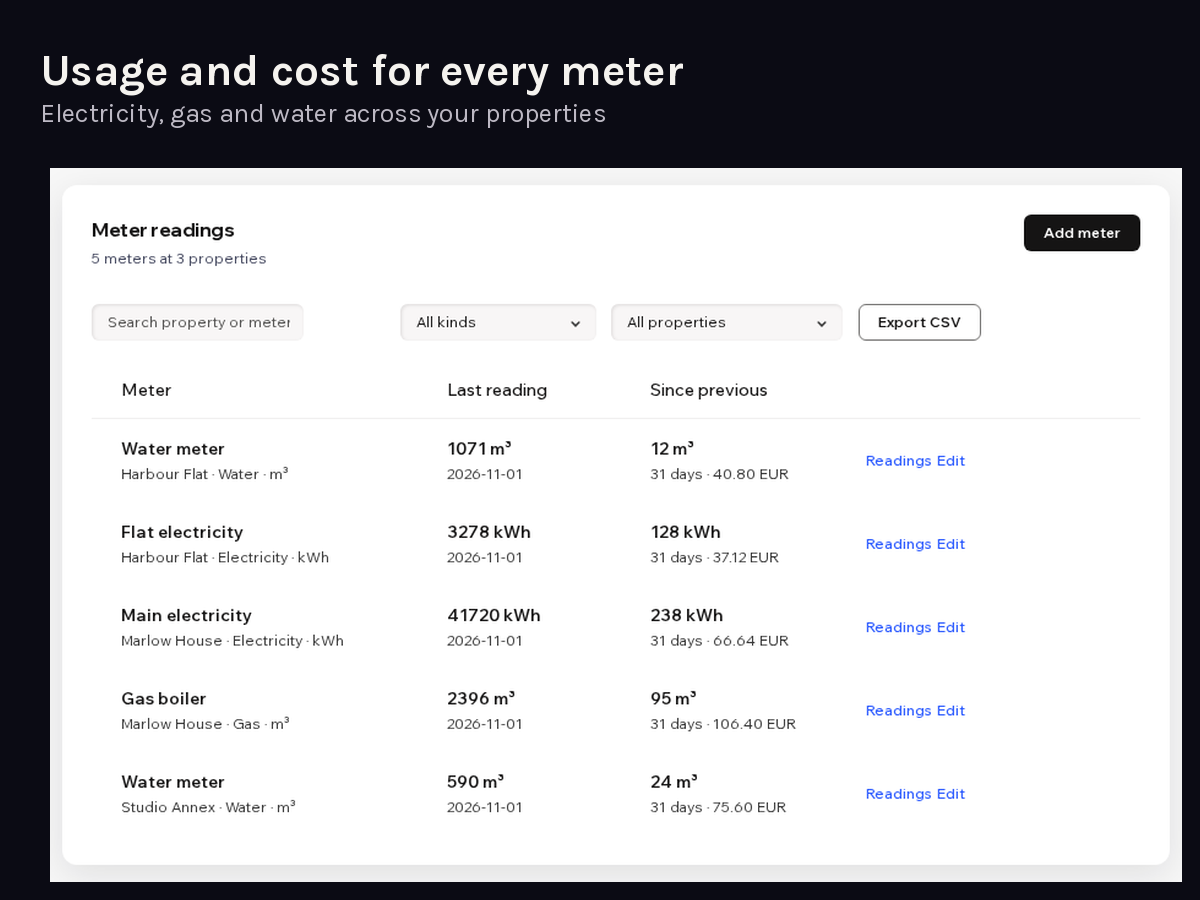 Usage and cost for every meter
Electricity, gas and water across your properties
Meter readings
5 meters at 3 properties
Add meter
Search property or meter
All kinds
All properties
Export CSV
Meter
Last reading
Since previous
Water meter
1071 m³
12 m³
Harbour Flat · Water · m³
2026-11-01
31 days · 40.80 EUR
Readings Edit
Flat electricity
3278 kWh
128 kWh
Harbour Flat · Electricity · kWh
2026-11-01
31 days · 37.12 EUR
Readings Edit
Main electricity
41720 kWh
238 kWh
Marlow House · Electricity · kWh
2026-11-01
31 days · 66.64 EUR
Readings Edit
Gas boiler
2396 m³
95 m³
Marlow House · Gas · m³
2026-11-01
31 days · 106.40 EUR
Readings Edit
Water meter
590 m³
24 m³
Studio Annex · Water · m³
2026-11-01
31 days · 75.60 EUR
Readings Edit